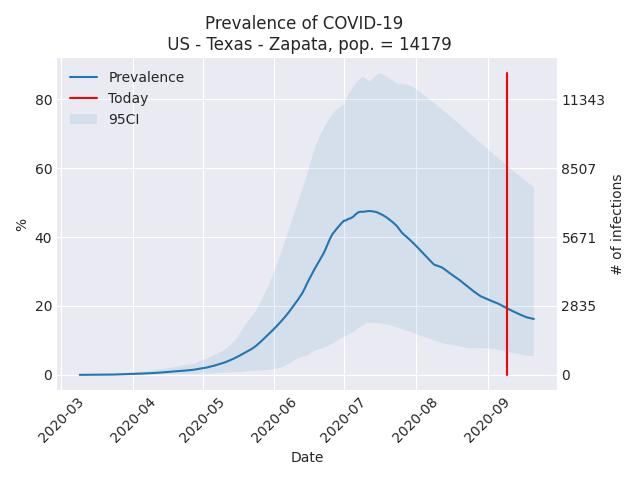 Prevalence of COVID-19
US - Texas - Zapata, pop. = 14179
Prevalence
Today
95CI
80
60
40
20
0
%
11343
8507
5671
2835
0
# of infections
2020-03
2020-04
2020-05
2020-06
2020-07
2020-08
2020-09
Date